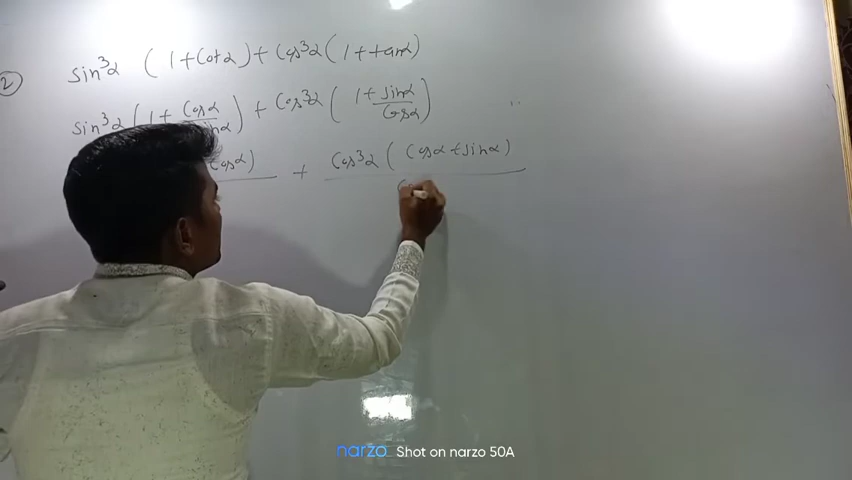 2
sin³α (1+Cotα)+Cos³α(1+tanα)
sin³α(1+ Cosα/ inα) + Cos³α (1+ sinα/Cosα)
Cosα) + Cos³α( Cosα+sinα)
narzo Shot on narzo 50A